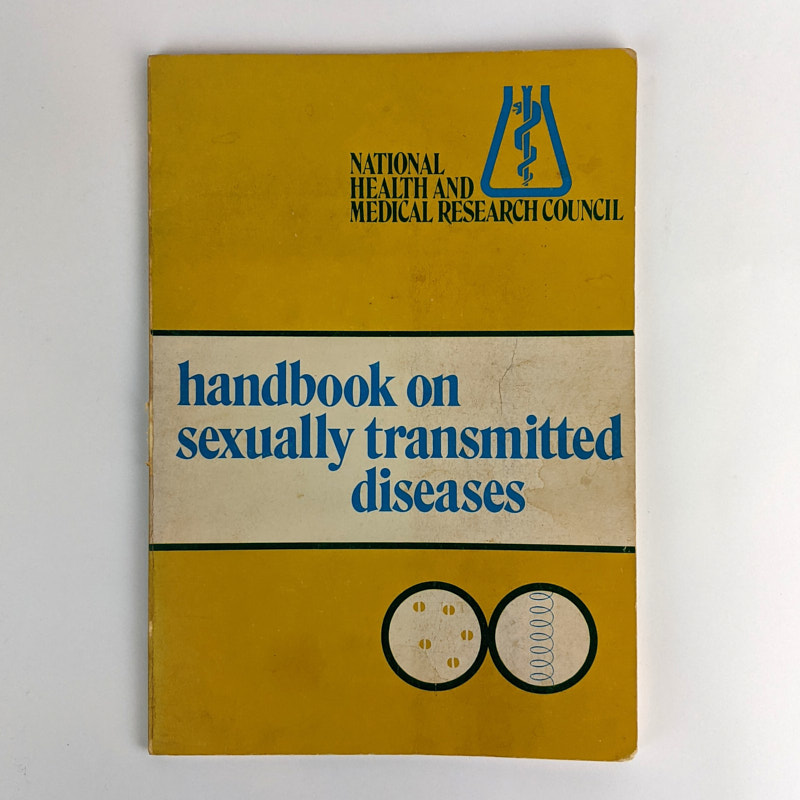 NATIONAL
HEALTH AND
MEDICAL RESEARCH COUNCIL
handbook on
sexually transmitted
diseases